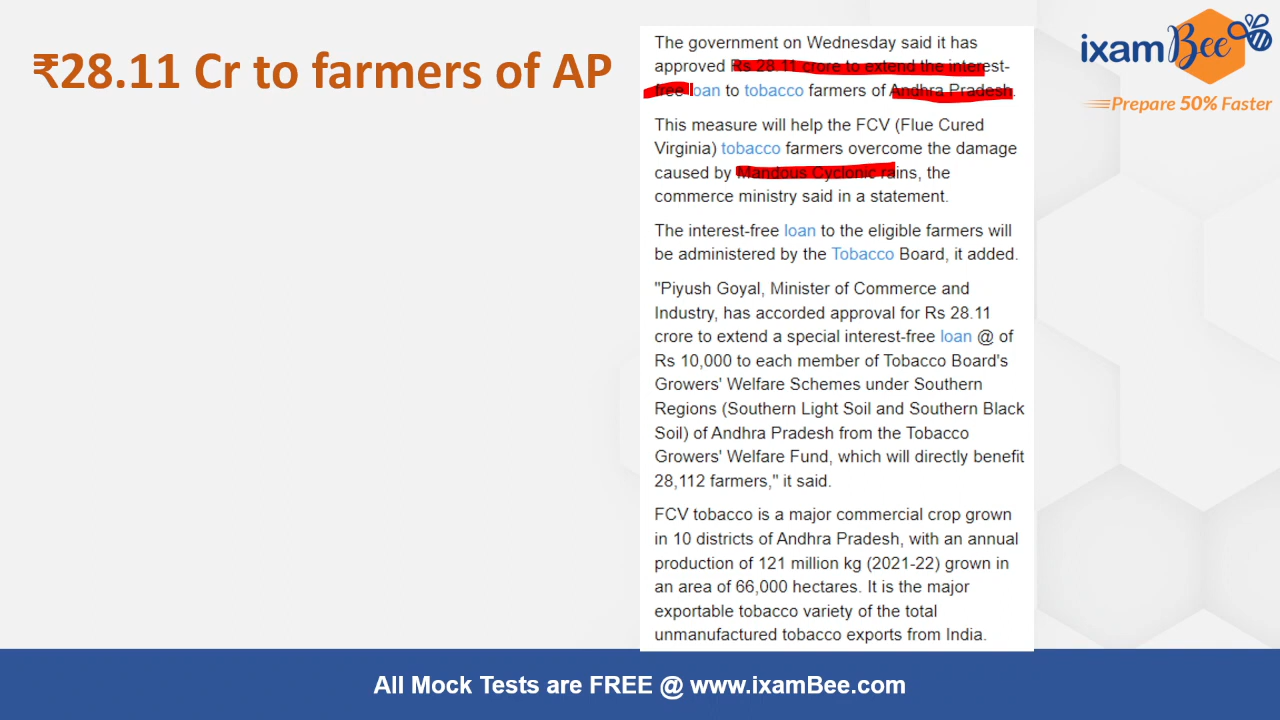 ₹28.11 Cr to farmers of AP
ixamBee
Prepare 50% Faster
The government on Wednesday said it has
approved Rs 28.11 crore to extend the interest-
free loan to tobacco farmers of Andhra Pradesh.
This measure will help the FCV (Flue Cured
Virginia) tobacco farmers overcome the damage
caused by Mandous Cyclonic rains, the
commerce ministry said in a statement.
The interest-free loan to the eligible farmers will
be administered by the Tobacco Board, it added.
"Piyush Goyal, Minister of Commerce and
Industry, has accorded approval for Rs 28.11
crore to extend a special interest-free loan @ of
Rs 10,000 to each member of Tobacco Board's
Growers' Welfare Schemes under Southern
Regions (Southern Light Soil and Southern Black
Soil) of Andhra Pradesh from the Tobacco
Growers' Welfare Fund, which will directly benefit
28,112 farmers," it said.
FCV tobacco is a major commercial crop grown
in 10 districts of Andhra Pradesh, with an annual
production of 121 million kg (2021-22) grown in
an area of 66,000 hectares. It is the major
exportable tobacco variety of the total
unmanufactured tobacco exports from India.
All Mock Tests are FREE @ www.ixamBee.com